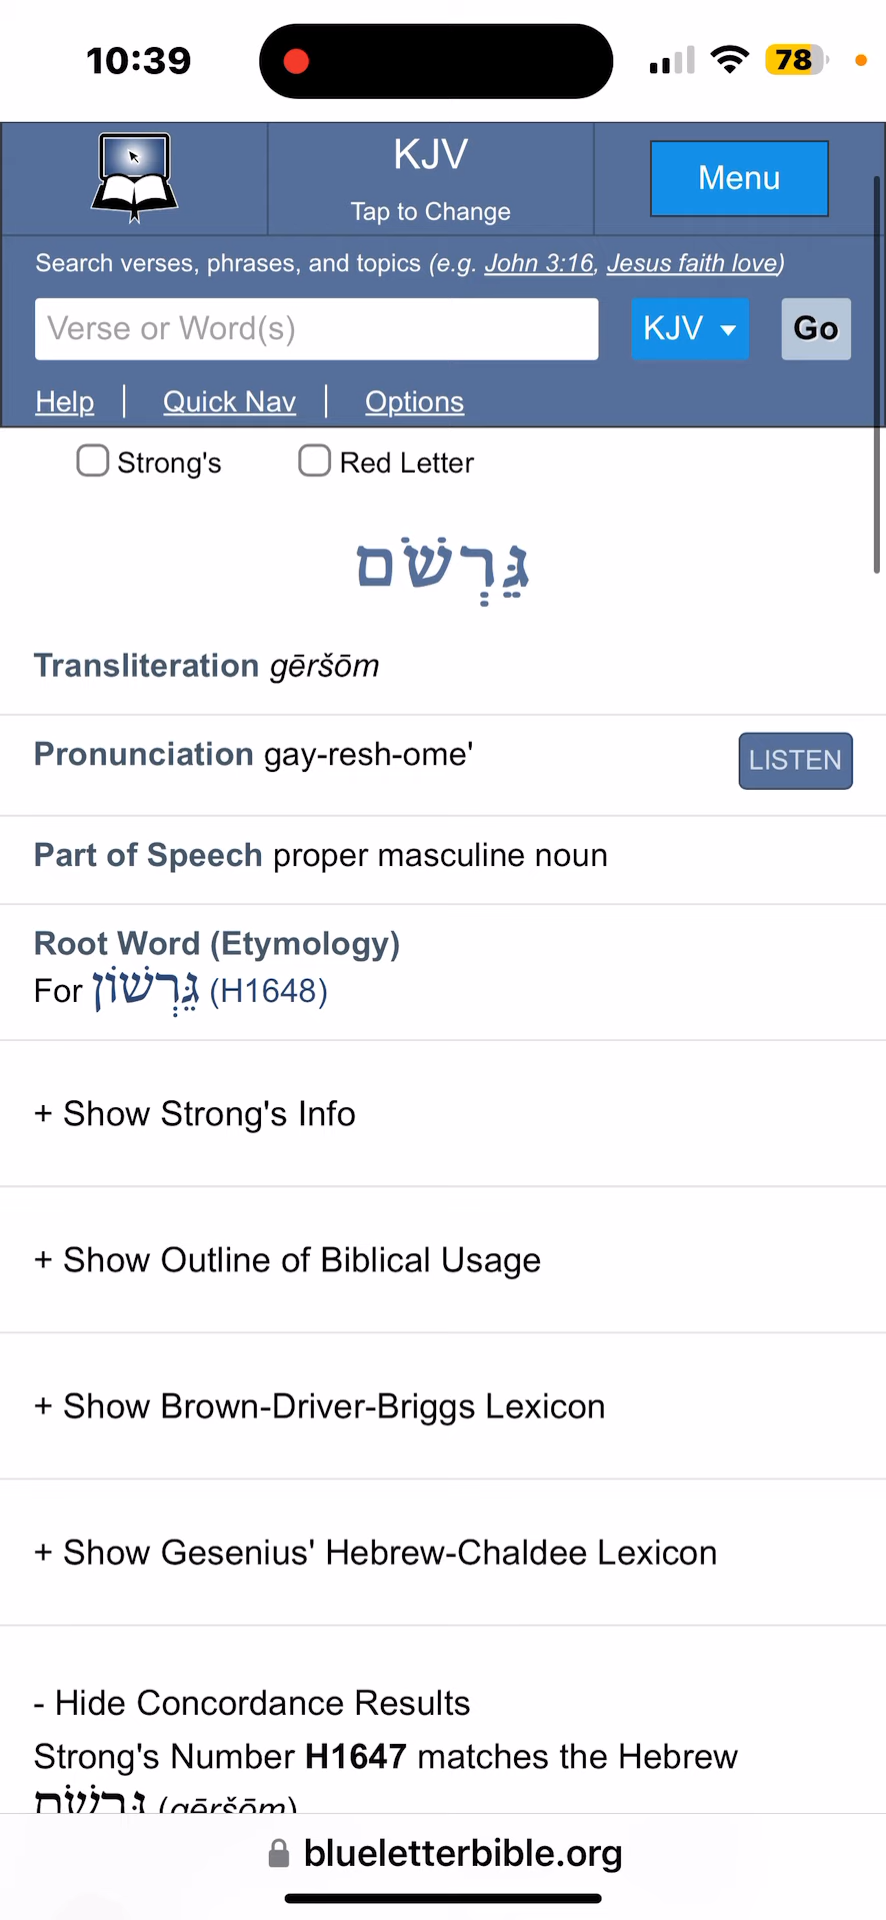 10:39
78
KJV
Tap to Change
Menu
Search verses, phrases, and topics (e.g. John 3:16, Jesus faith love)
Verse or Word(s)
KJV
Go
Help | Quick Nav | Options
Strong's Red Letter
גֵּרְשֹׁם
Transliteration gēršōm
Pronunciation gay-resh-ome'
LISTEN
Part of Speech proper masculine noun
Root Word (Etymology)
For גֵּרְשׁוֹן (H1648)
+ Show Strong's Info
+ Show Outline of Biblical Usage
+ Show Brown-Driver-Briggs Lexicon
+ Show Gesenius' Hebrew-Chaldee Lexicon
- Hide Concordance Results
Strong's Number H1647 matches the Hebrew
גֵּרְשֹׁם (gēršōm)
blueletterbible.org